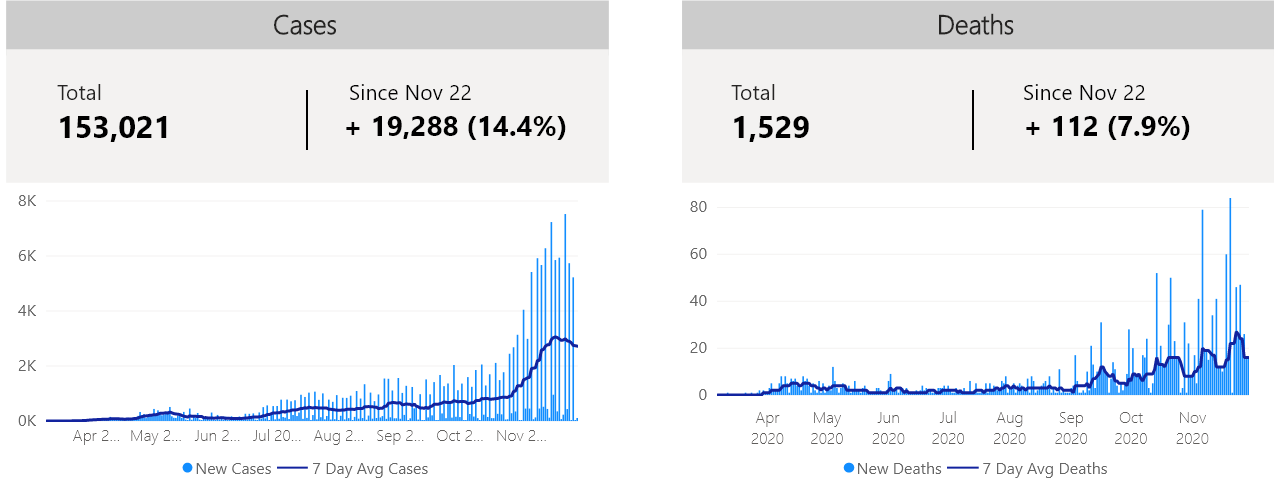 Cases
Total
Since Nov 22
153,021
+ 19,288 (14.4%)
8K
6K
4K
2K
0K
Apr 2... May 2... Jun 2... Jul 20... Aug 2... Sep 2... Oct 2... Nov 2...
New Cases 7 Day Avg Cases
Deaths
Total
Since Nov 22
1,529
+ 112 (7.9%)
80
60
40
20
0
Apr May Jun Jul Aug Sep Oct Nov
2020 2020 2020 2020 2020 2020 2020 2020
New Deaths 7 Day Avg Deaths